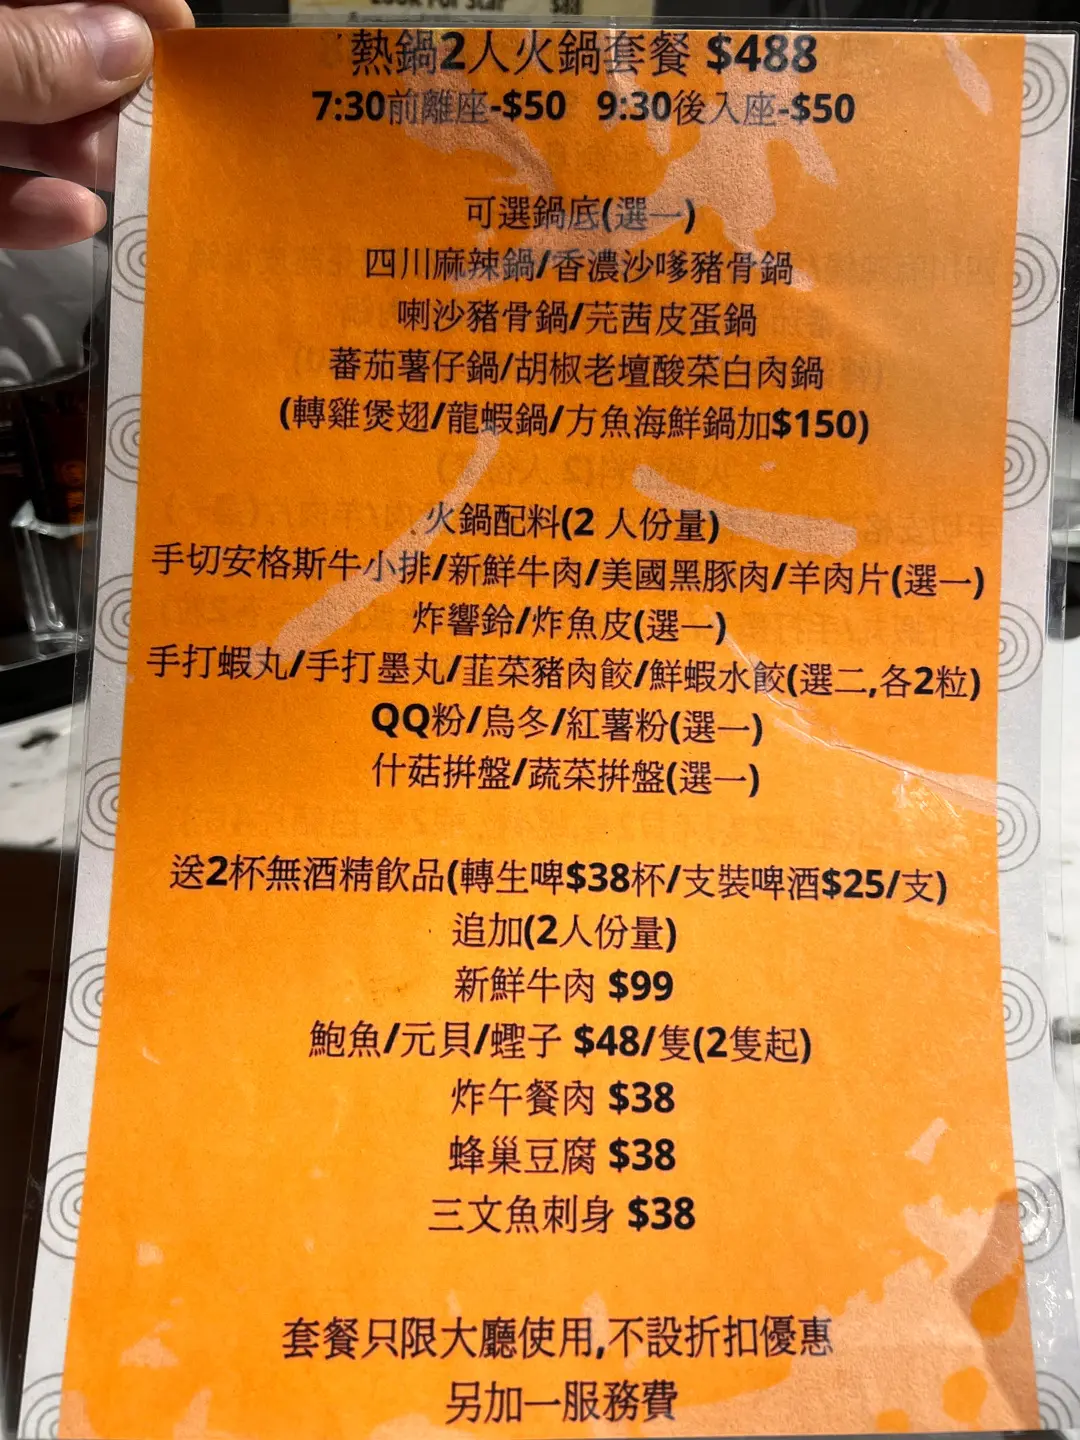 熱鍋2人火鍋套餐 $488
7:30前離座-$50 9:30後入座-$50
可選鍋底(選一)
四川麻辣鍋/香濃沙嗲豬骨鍋
喇沙豬骨鍋/芫茜皮蛋鍋
蕃茄薯仔鍋/胡椒老壇酸菜白肉鍋
(轉雞煲翅/龍蝦鍋/方魚海鮮鍋加$150)
火鍋配料(2 人份量)
手切安格斯牛小排/新鮮牛肉/美國黑豚肉/羊肉片(選一)
炸響鈴/炸魚皮(選一)
手打蝦丸/手打墨丸/韮菜豬肉餃/鮮蝦水餃(選二,各2粒)
QQ粉/烏冬/紅薯粉(選一)
什菇拼盤/蔬菜拼盤(選一)
送2杯無酒精飲品(轉生啤$38杯/支裝啤酒$25/支)
追加(2人份量)
新鮮牛肉 $99
鮑魚/元貝/蟶子 $48/隻(2隻起)
炸午餐肉 $38
蜂巢豆腐 $38
三文魚刺身 $38
套餐只限大廳使用,不設折扣優惠
另加一服務費